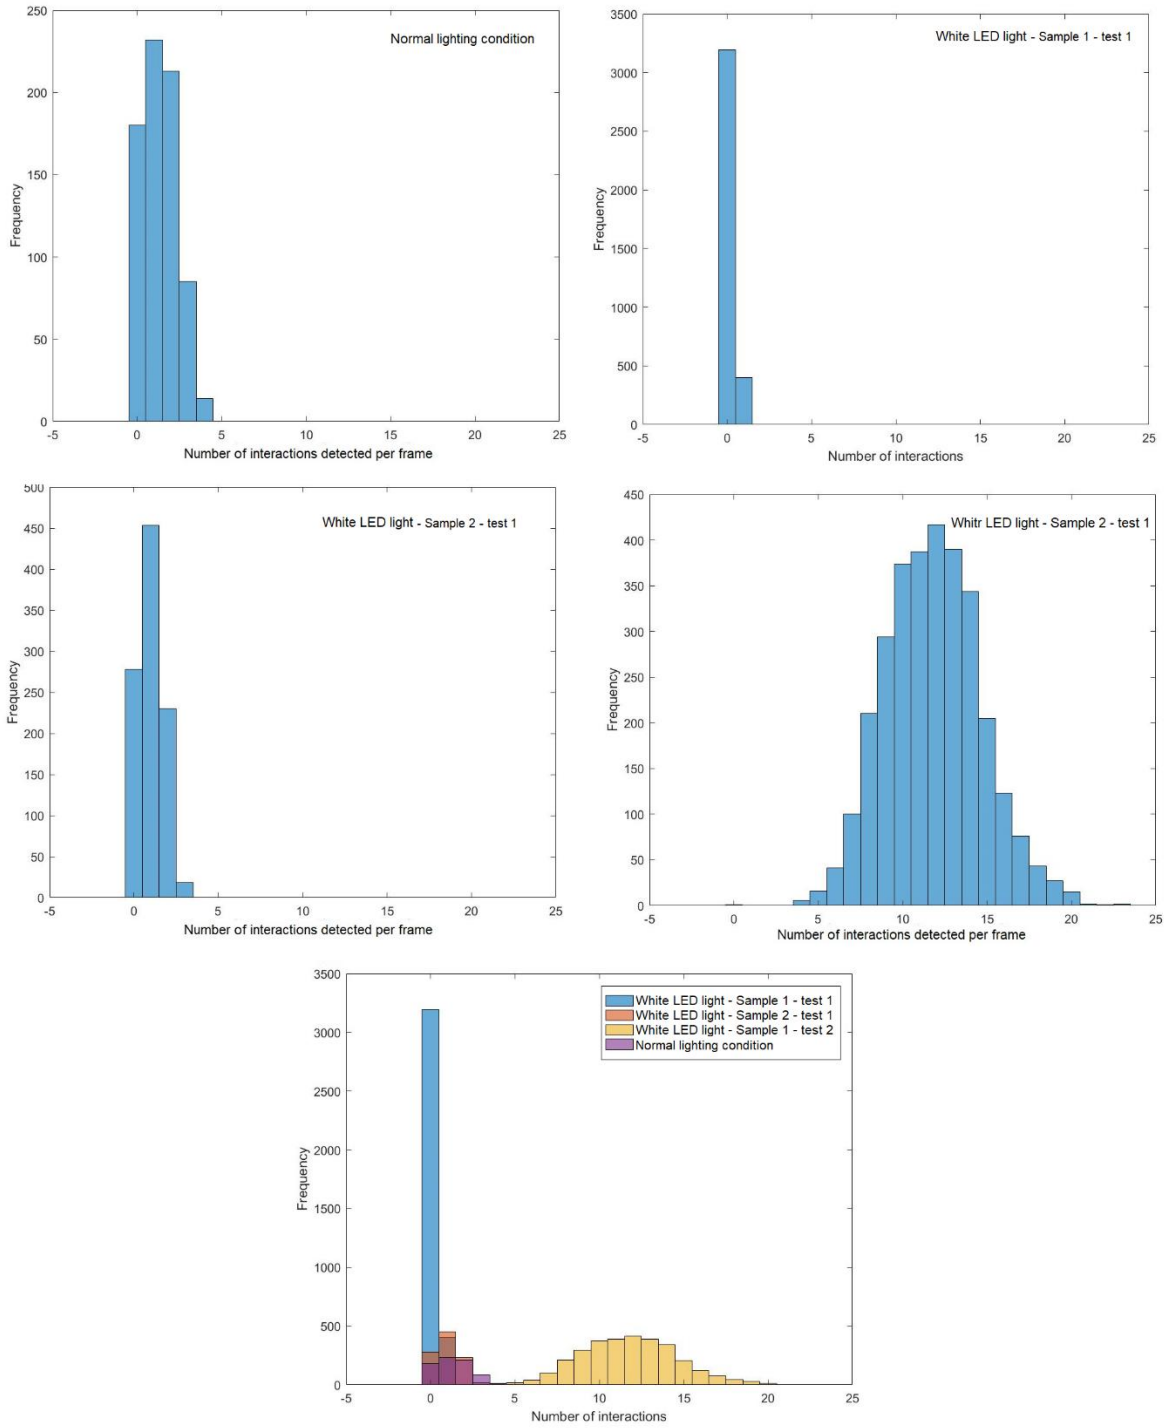 250
200
150
100
50
0
Frequency
Normal lighting condition
-5 0 5 10 15 20 25
Number of interactions detected per frame
3500
3000
2500
2000
1500
1000
500
0
Frequency
White LED light - Sample 1 - test 1
-5 0 5 10 15 20 25
Number of interactions
500
450
400
350
300
250
200
150
100
50
0
Frequency
White LED light - Sample 2 - test 1
-5 0 5 10 15 20 25
Number of interactions detected per frame
450
400
350
300
250
200
150
100
50
0
Frequency
Whitr LED light - Sample 2 - test 1
-5 0 5 10 15 20 25
Number of interactions detected per frame
3500
3000
2500
2000
1500
1000
500
0
Frequency
White LED light - Sample 1 - test 1
White LED light - Sample 2 - test 1
White LED light - Sample 1 - test 2
Normal lighting condition
-5 0 5 10 15 20 25
Number of interactions